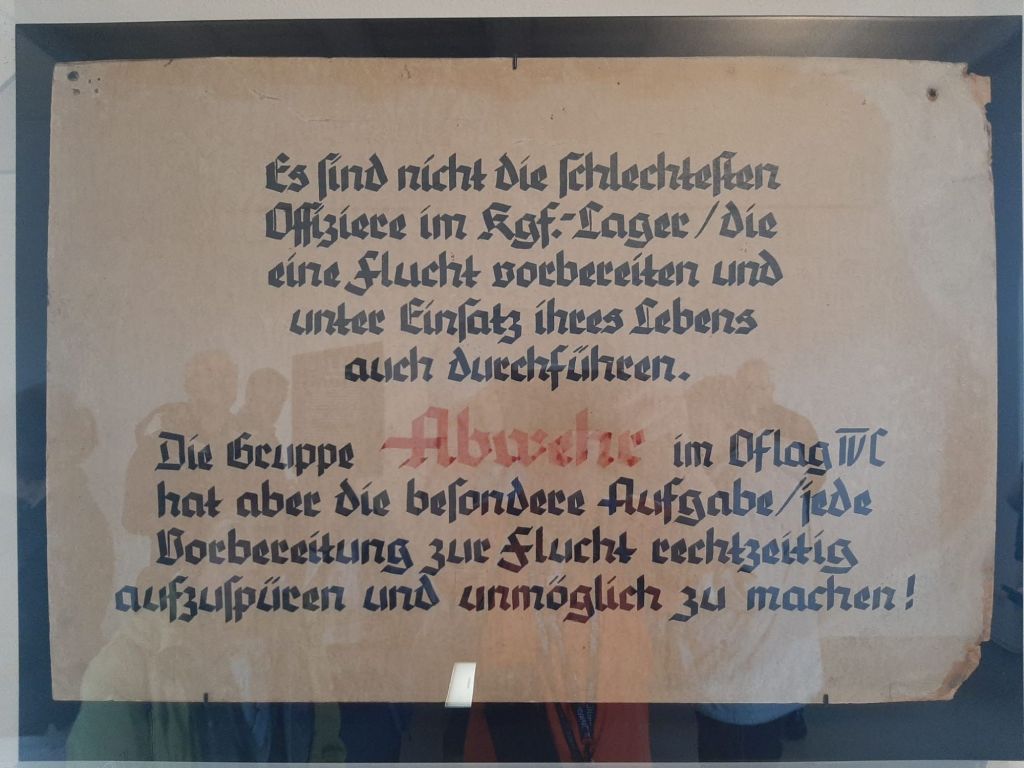 Es sind nicht die schlechtesten
Offiziere im Kgf.-Lager/die
eine Flucht vorbereiten und
unter Einsatz ihres Lebens
auch durchführen.
Die Gruppe Abwehr im Oflag IVC
hat aber die besondere Aufgabe/jede
Vorbereitung zur Flucht rechtzeitig
aufzuspüren und unmöglich zu machen!